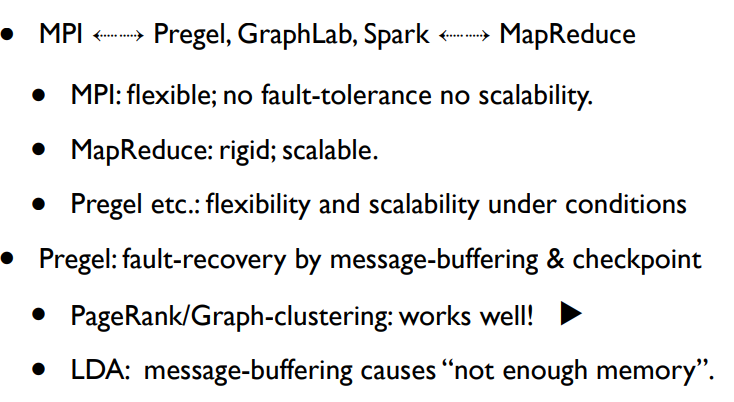 • MPI <┈┈> Pregel, GraphLab, Spark <┈┈> MapReduce
• MPI: flexible; no fault-tolerance no scalability.
• MapReduce: rigid; scalable.
• Pregel etc.: flexibility and scalability under conditions
• Pregel: fault-recovery by message-buffering & checkpoint
• PageRank/Graph-clustering: works well! ▶
• LDA: message-buffering causes “not enough memory”.